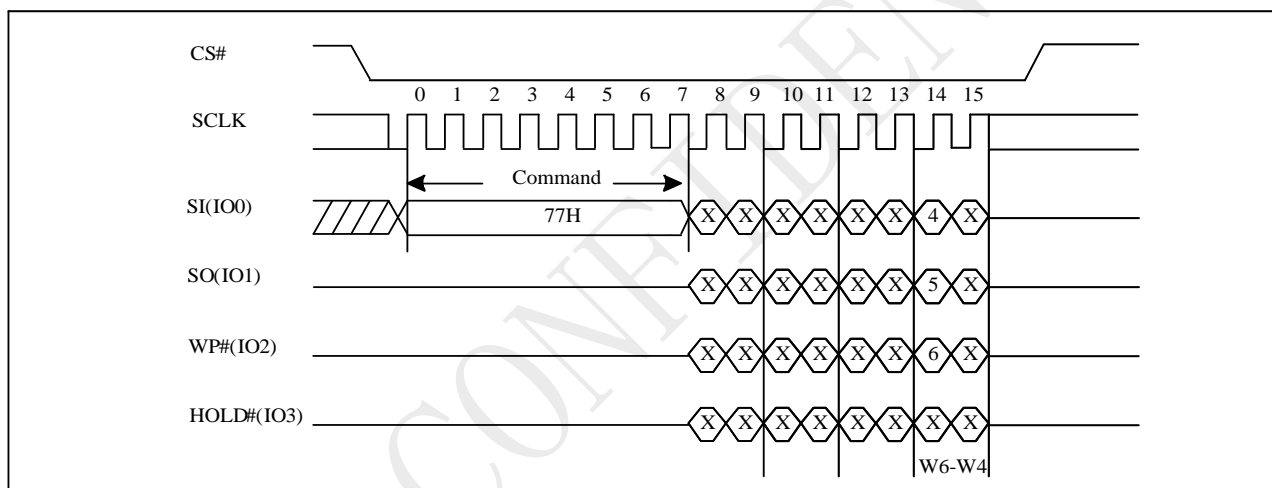 CS#
0 1 2 3 4 5 6 7 8 9 10 11 12 13 14 15
SCLK
Command
SI(IO0) 77H X X X X X X 4 X
SO(IO1) X X X X X X 5 X
WP#(IO2) X X X X X X 6 X
HOLD#(IO3) X X X X X X X X
W6-W4
CONFIDEN